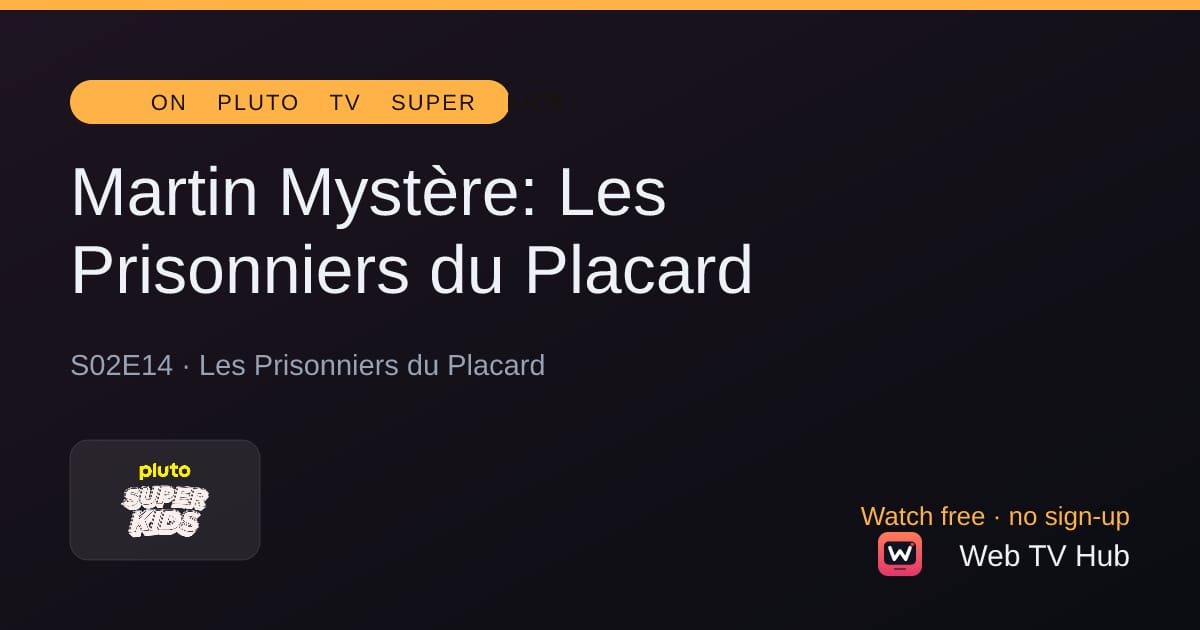 ON PLUTO TV SUPER
Martin Mystère: Les
Prisonniers du Placard
S02E14 · Les Prisonniers du Placard
pluto
SUPER
KIDS
Watch free · no sign-up
W
Web TV Hub